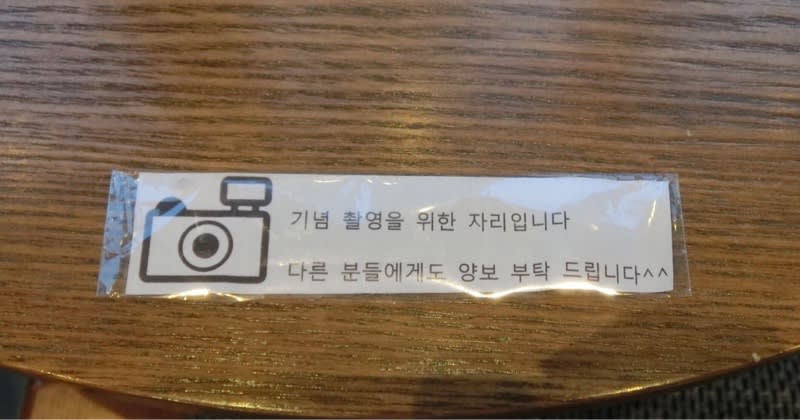 기념 촬영을 위한 자리입니다
다른 분들에게도 양보 부탁 드립니다^^